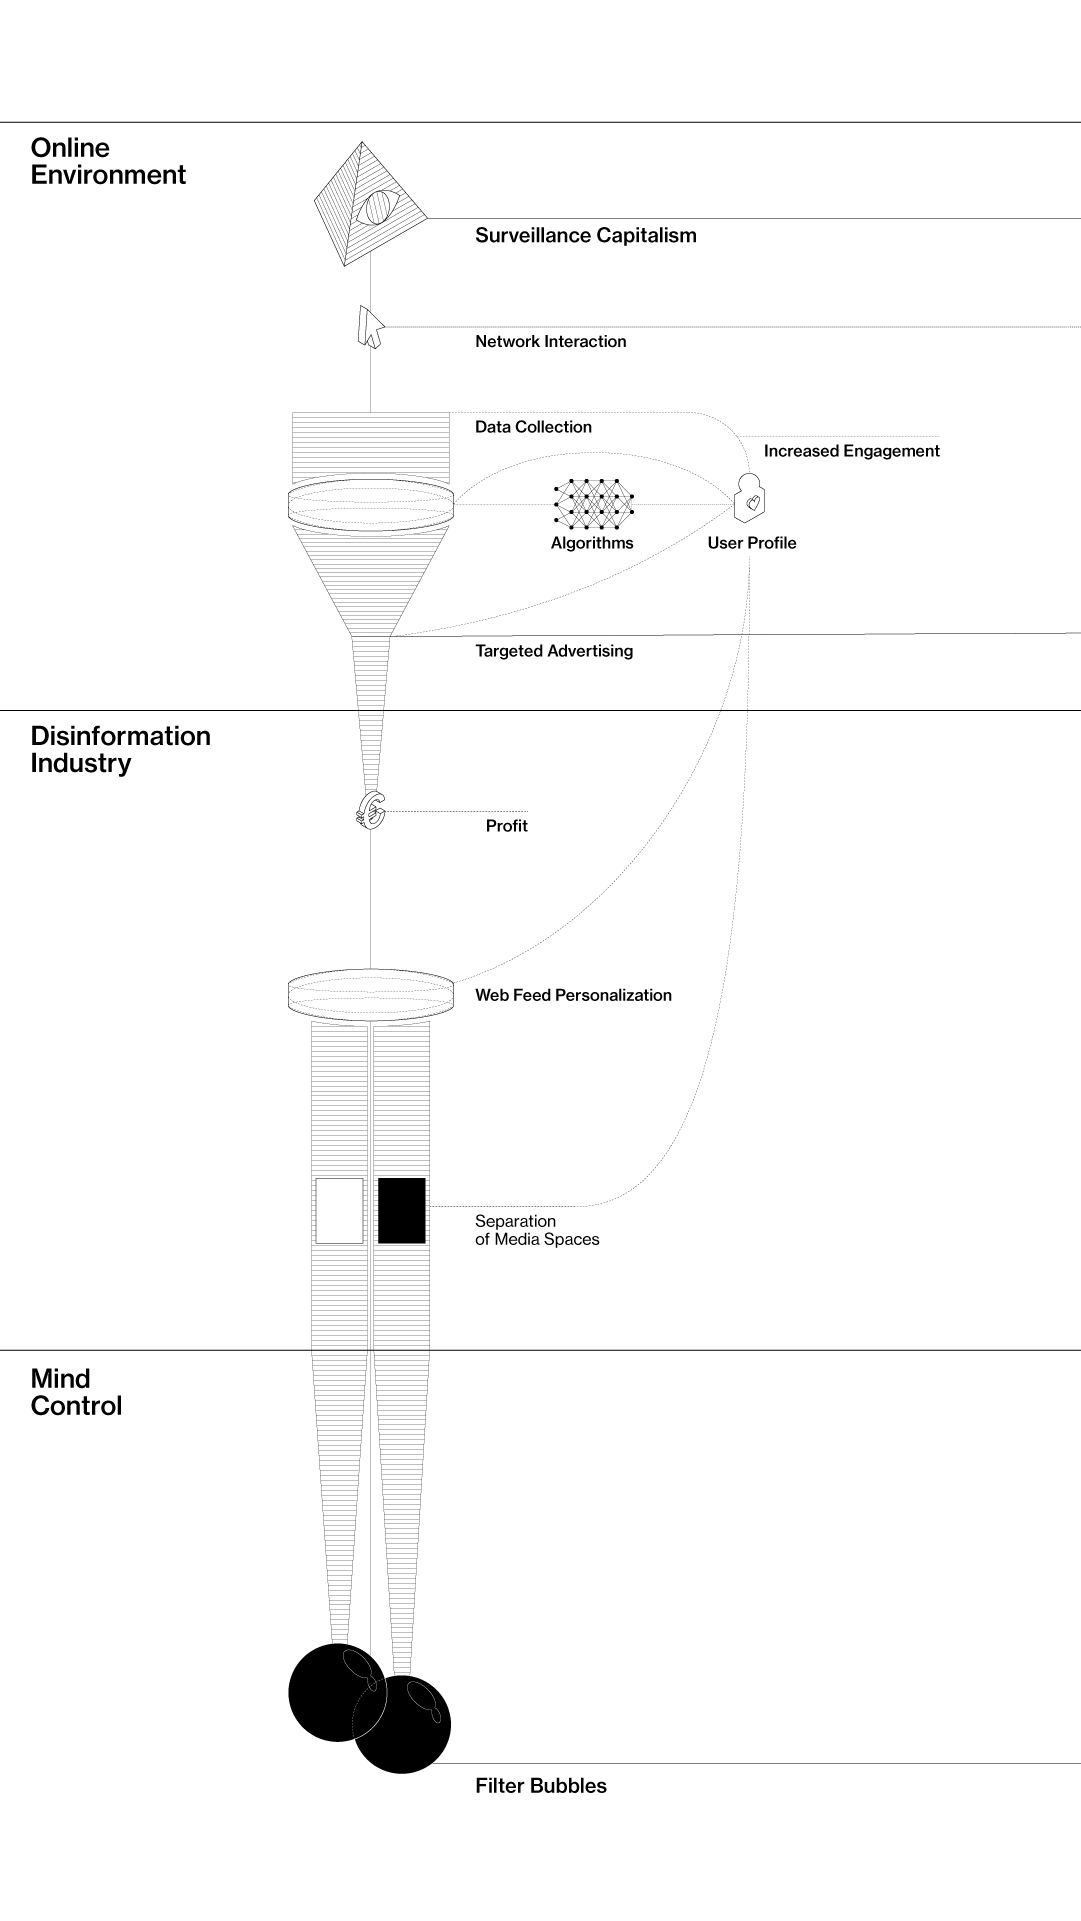 Online
Environment
Surveillance Capitalism
Network Interaction
Data Collection
Increased Engagement
Algorithms
User Profile
Targeted Advertising
Disinformation
Industry
Profit
Web Feed Personalization
Separation
of Media Spaces
Mind
Control
Filter Bubbles